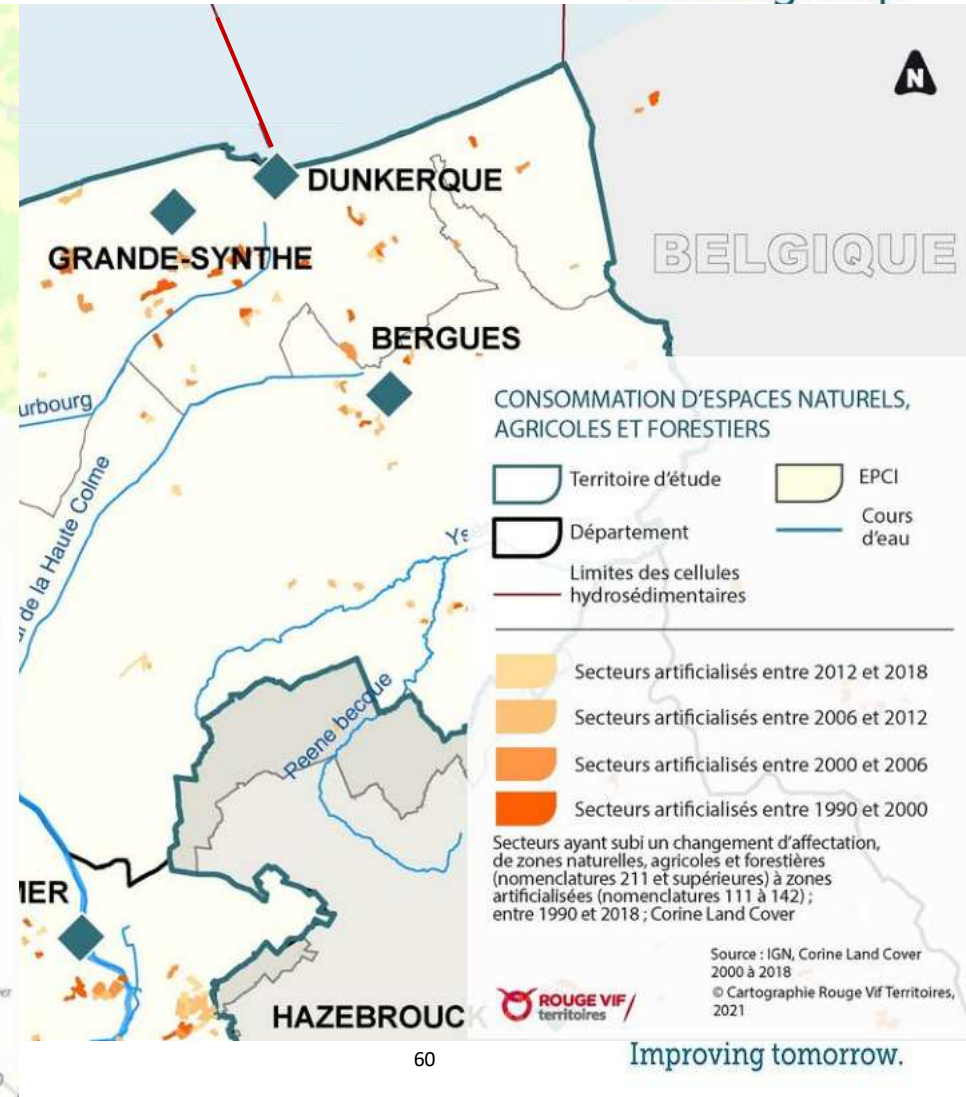 N
DUNKERQUE
GRANDE-SYNTHE
BELGIQUE
BERGUES
urbourg
de la Haute Colme
Ys
Peene becque
MER
HAZEBROUCK
CONSOMMATION D'ESPACES NATURELS,
AGRICOLES ET FORESTIERS
Territoire d'étude
EPCI
Département
Cours
d'eau
Limites des cellules
hydrosédimentaires
Secteurs artificialisés entre 2012 et 2018
Secteurs artificialisés entre 2006 et 2012
Secteurs artificialisés entre 2000 et 2006
Secteurs artificialisés entre 1990 et 2000
Secteurs ayant subi un changement d'affectation,
de zones naturelles, agricoles et forestières
(nomenclatures 211 et supérieures) à zones
artificialisées (nomenclatures 111 à 142) ;
entre 1990 et 2018 ; Corine Land Cover
Source : IGN, Corine Land Cover
2000 à 2018
© Cartographie Rouge Vif Territoires,
2021
ROUGE VIF /
territoires
60
Improving tomorrow.